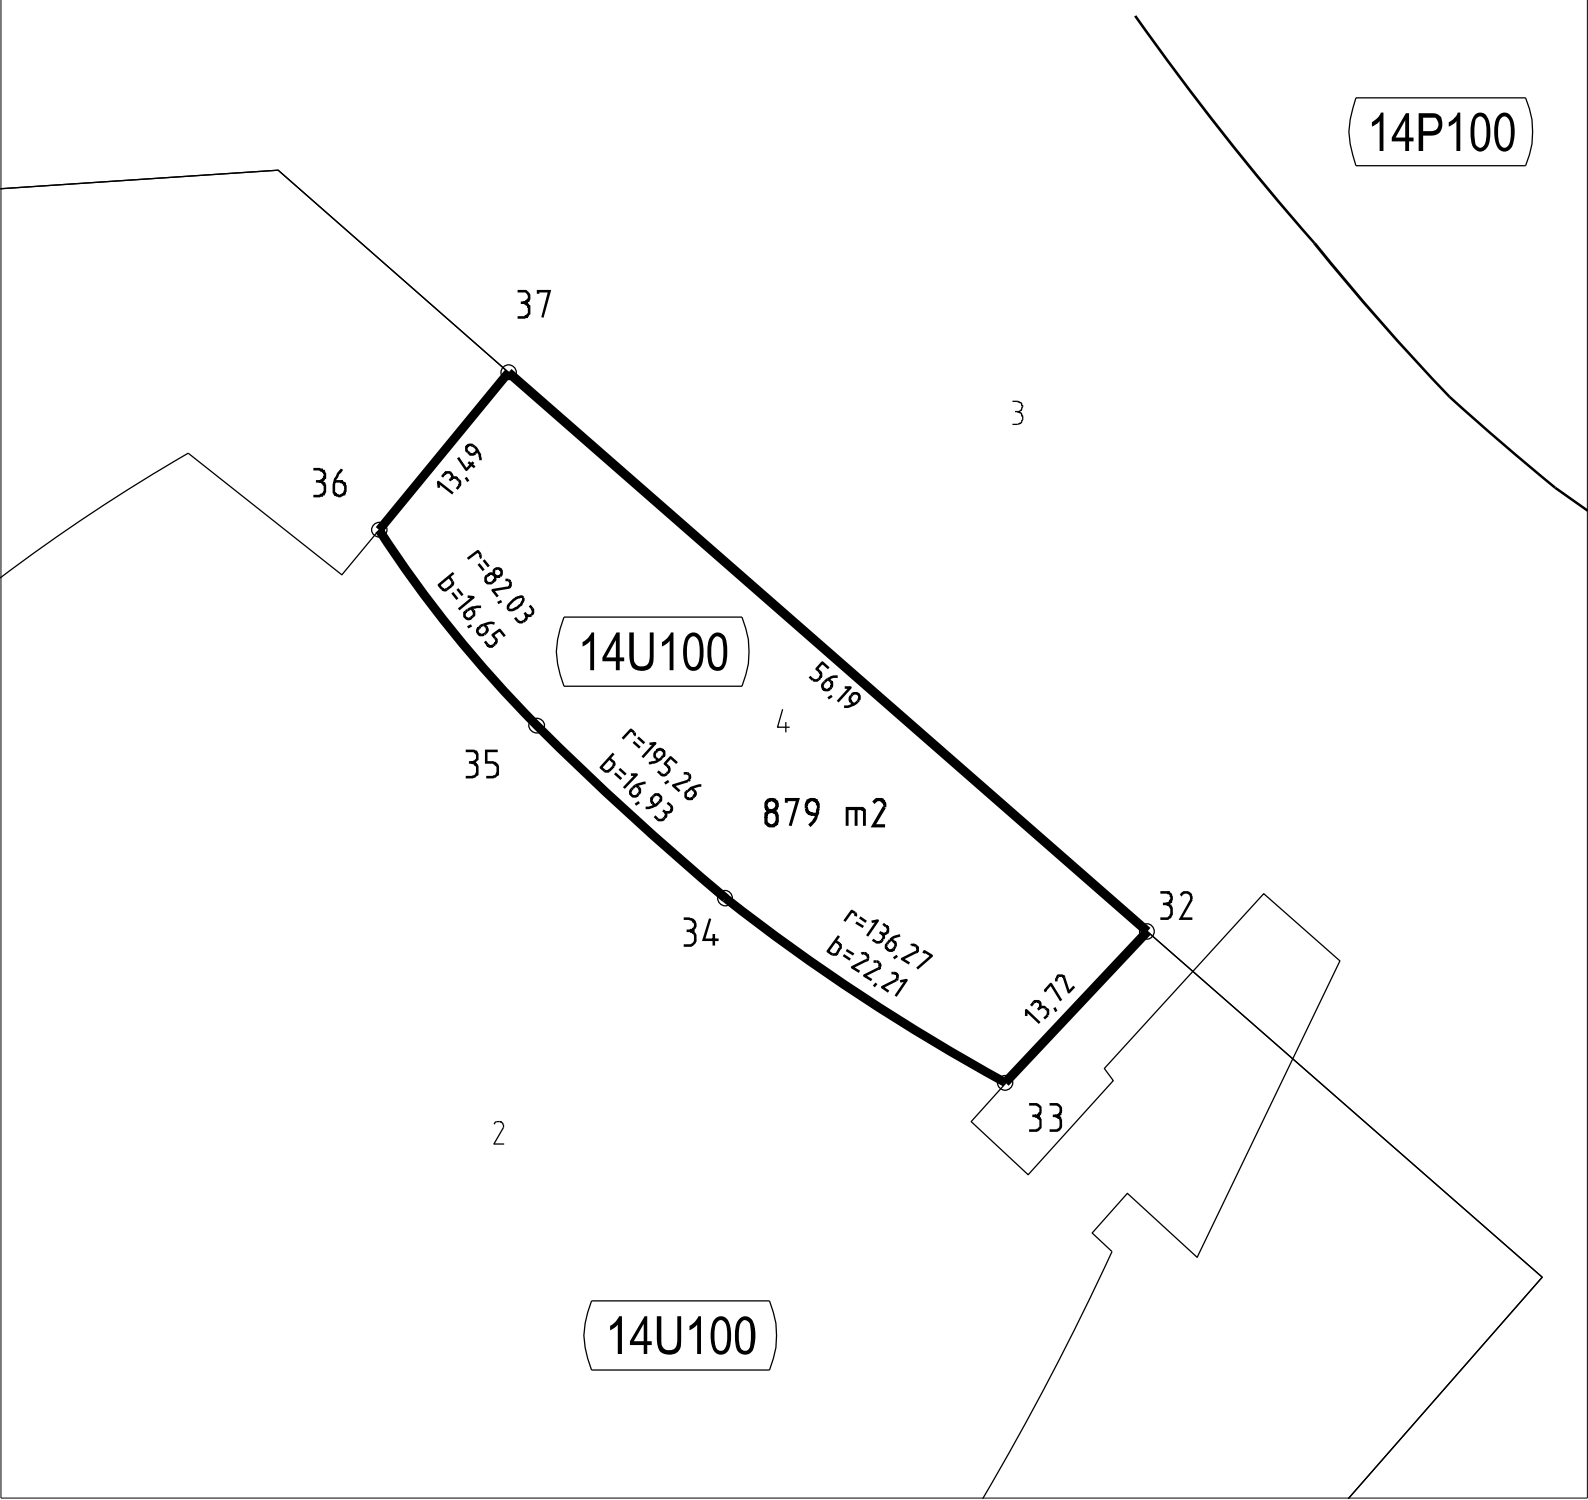 14P100
37
3
36
13,49
r=82,03
b=16,65
14U100
56,19
4
35
r=195,26
b=16,93
879 m2
32
34
r=136,27
b=22,21
13,72
33
2
14U100